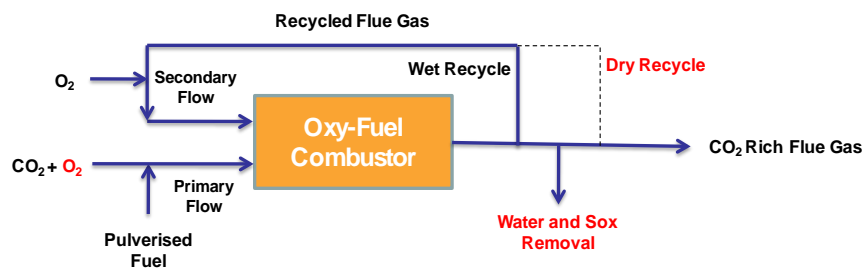 Recycled Flue Gas
Wet Recycle
Dry Recycle
O2
Secondary
Flow
Oxy-Fuel
Combustor
CO2 Rich Flue Gas
CO2 + O2
Primary
Flow
Water and Sox
Removal
Pulverised
Fuel